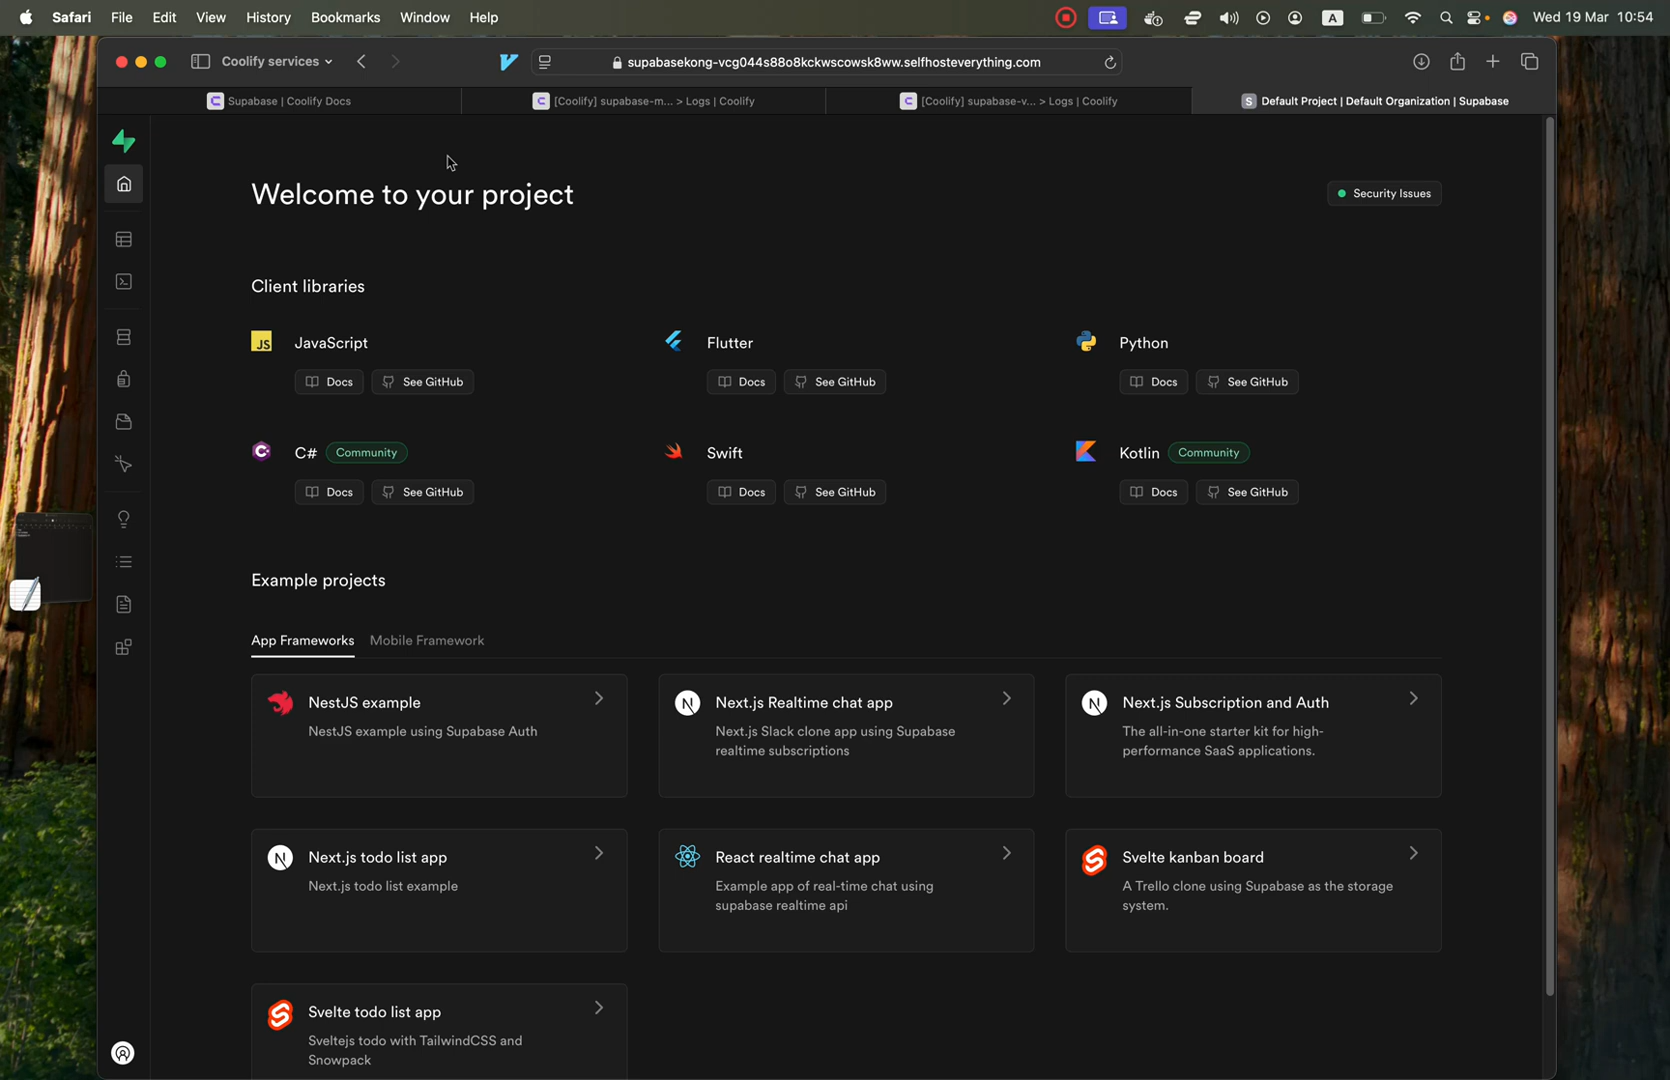 Safari File Edit View History Bookmarks Window Help A Wed 19 Mar 10:54
Coolify services supabasekong-vcg044s88o8kckwscowsk8ww.selfhosteverything.com
Supabase | Coolify Docs [Coolify] supabase-m... > Logs | Coolify [Coolify] supabase-v... > Logs | Coolify S Default Project | Default Organization | Supabase
Welcome to your project
Security Issues
Client libraries
JS JavaScript Flutter Python
Docs See GitHub Docs See GitHub Docs See GitHub
C# Community Swift Kotlin Community
Docs See GitHub Docs See GitHub Docs See GitHub
Example projects
App Frameworks Mobile Framework
NestJS example
NestJS example using Supabase Auth
Next.js Realtime chat app
Next.js Slack clone app using Supabase
realtime subscriptions
Next.js Subscription and Auth
The all-in-one starter kit for high-
performance SaaS applications.
Next.js todo list app
Next.js todo list example
React realtime chat app
Example app of real-time chat using
supabase realtime api
Svelte kanban board
A Trello clone using Supabase as the storage
system.
Svelte todo list app
Sveltejs todo with TailwindCSS and
Snowpack